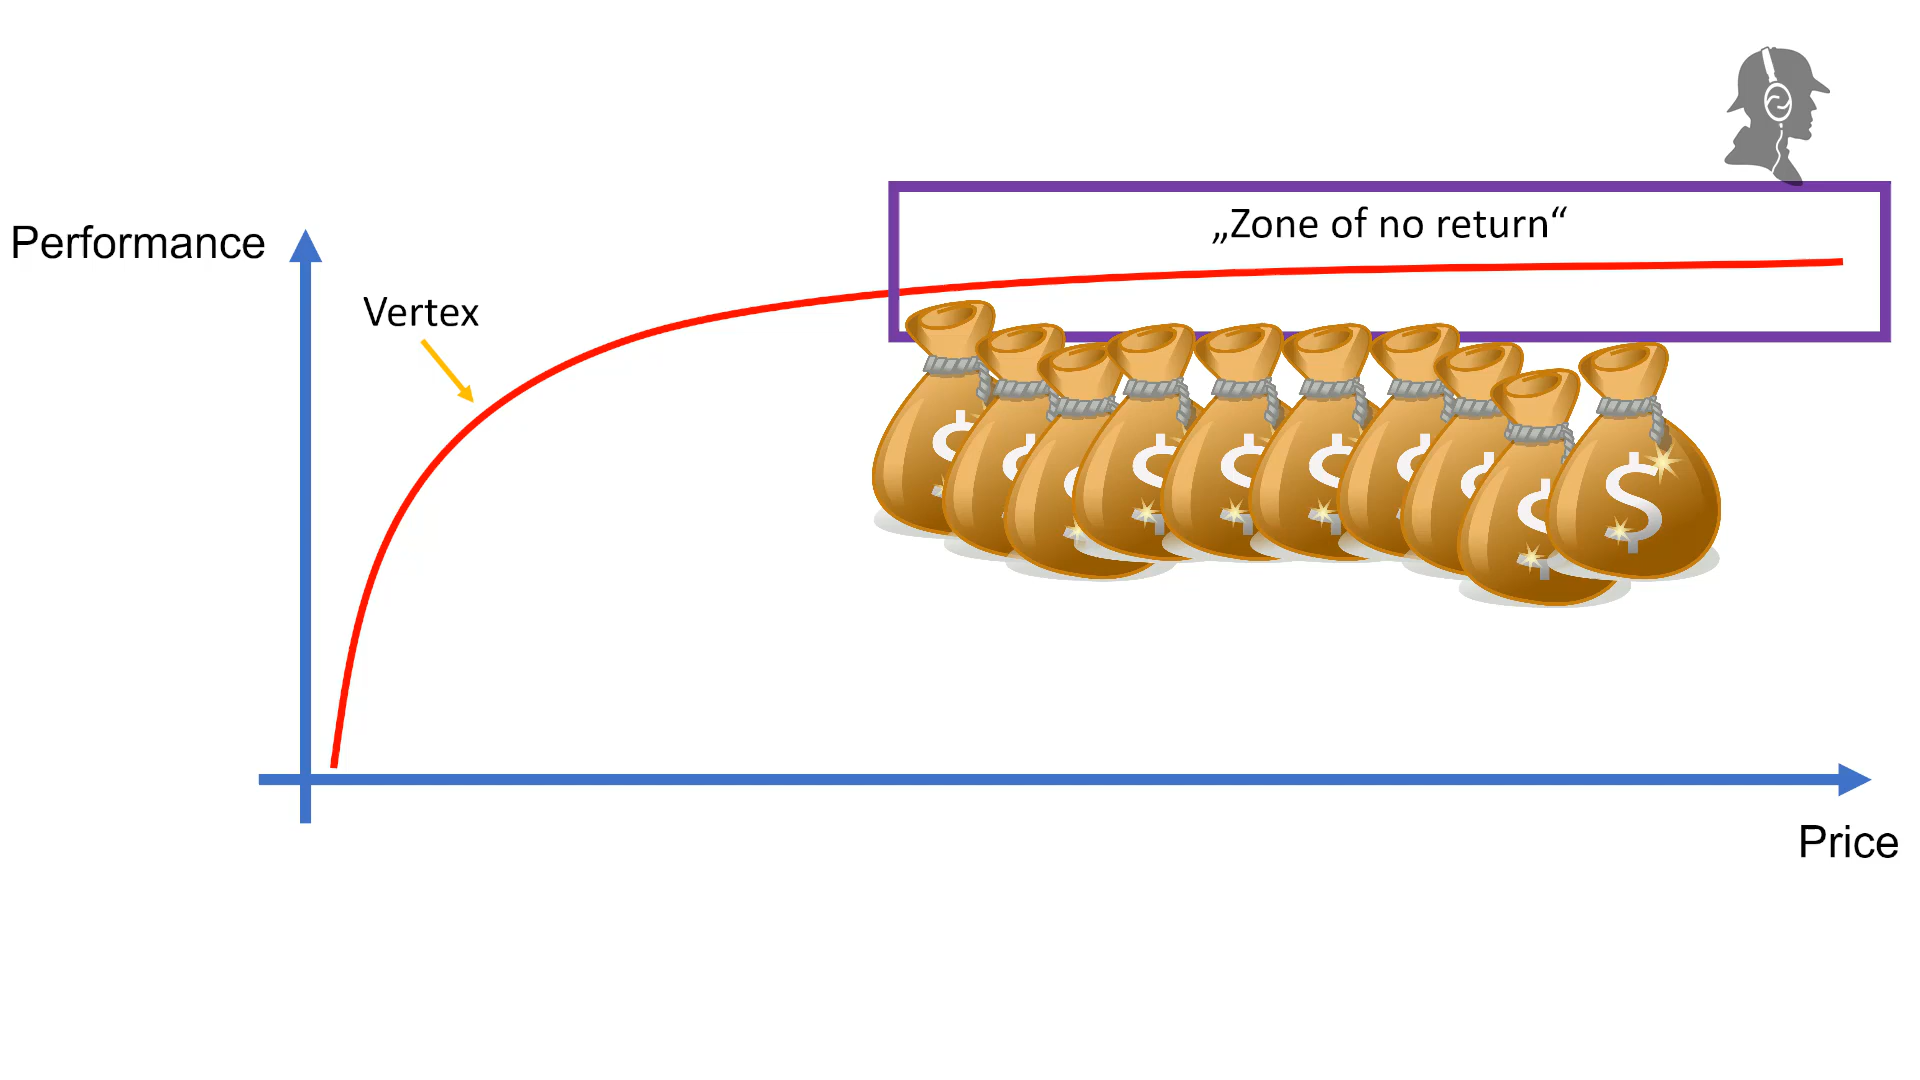 „Zone of no return“
Performance
Vertex
$ $ $ $ $ $ $ $ $ $
Price